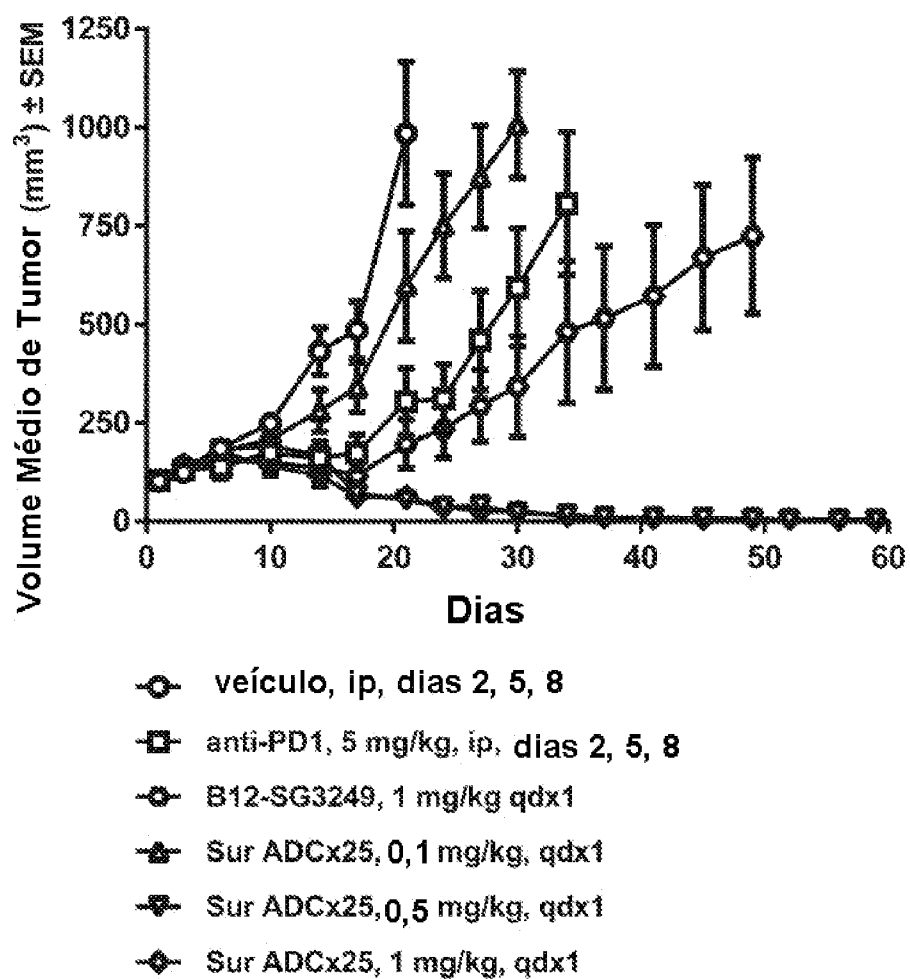 Volume Médio de Tumor (mm³) ± SEM
1250
1000
750
500
250
0
0 10 20 30 40 50 60
Dias
veículo, ip, dias 2, 5, 8
anti-PD1, 5 mg/kg, ip, dias 2, 5, 8
B12-SG3249, 1 mg/kg qdx1
Sur ADCx25, 0,1 mg/kg, qdx1
Sur ADCx25, 0,5 mg/kg, qdx1
Sur ADCx25, 1 mg/kg, qdx1